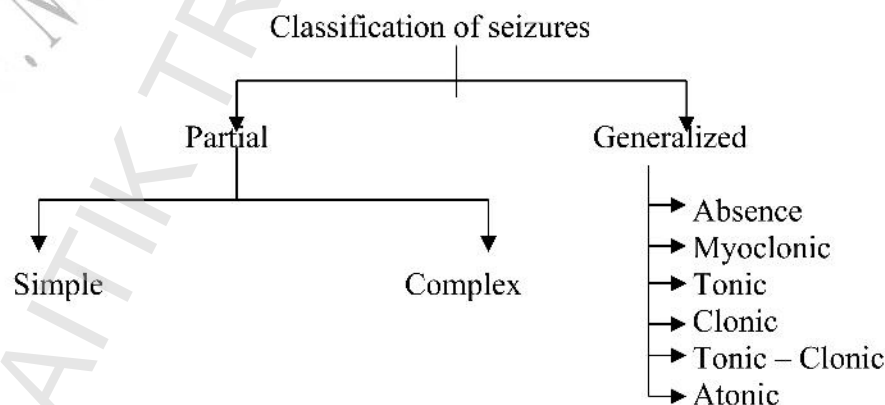 Classification of seizures
Partial
Generalized
Simple
Complex
Absence
Myoclonic
Tonic
Clonic
Tonic – Clonic
Atonic